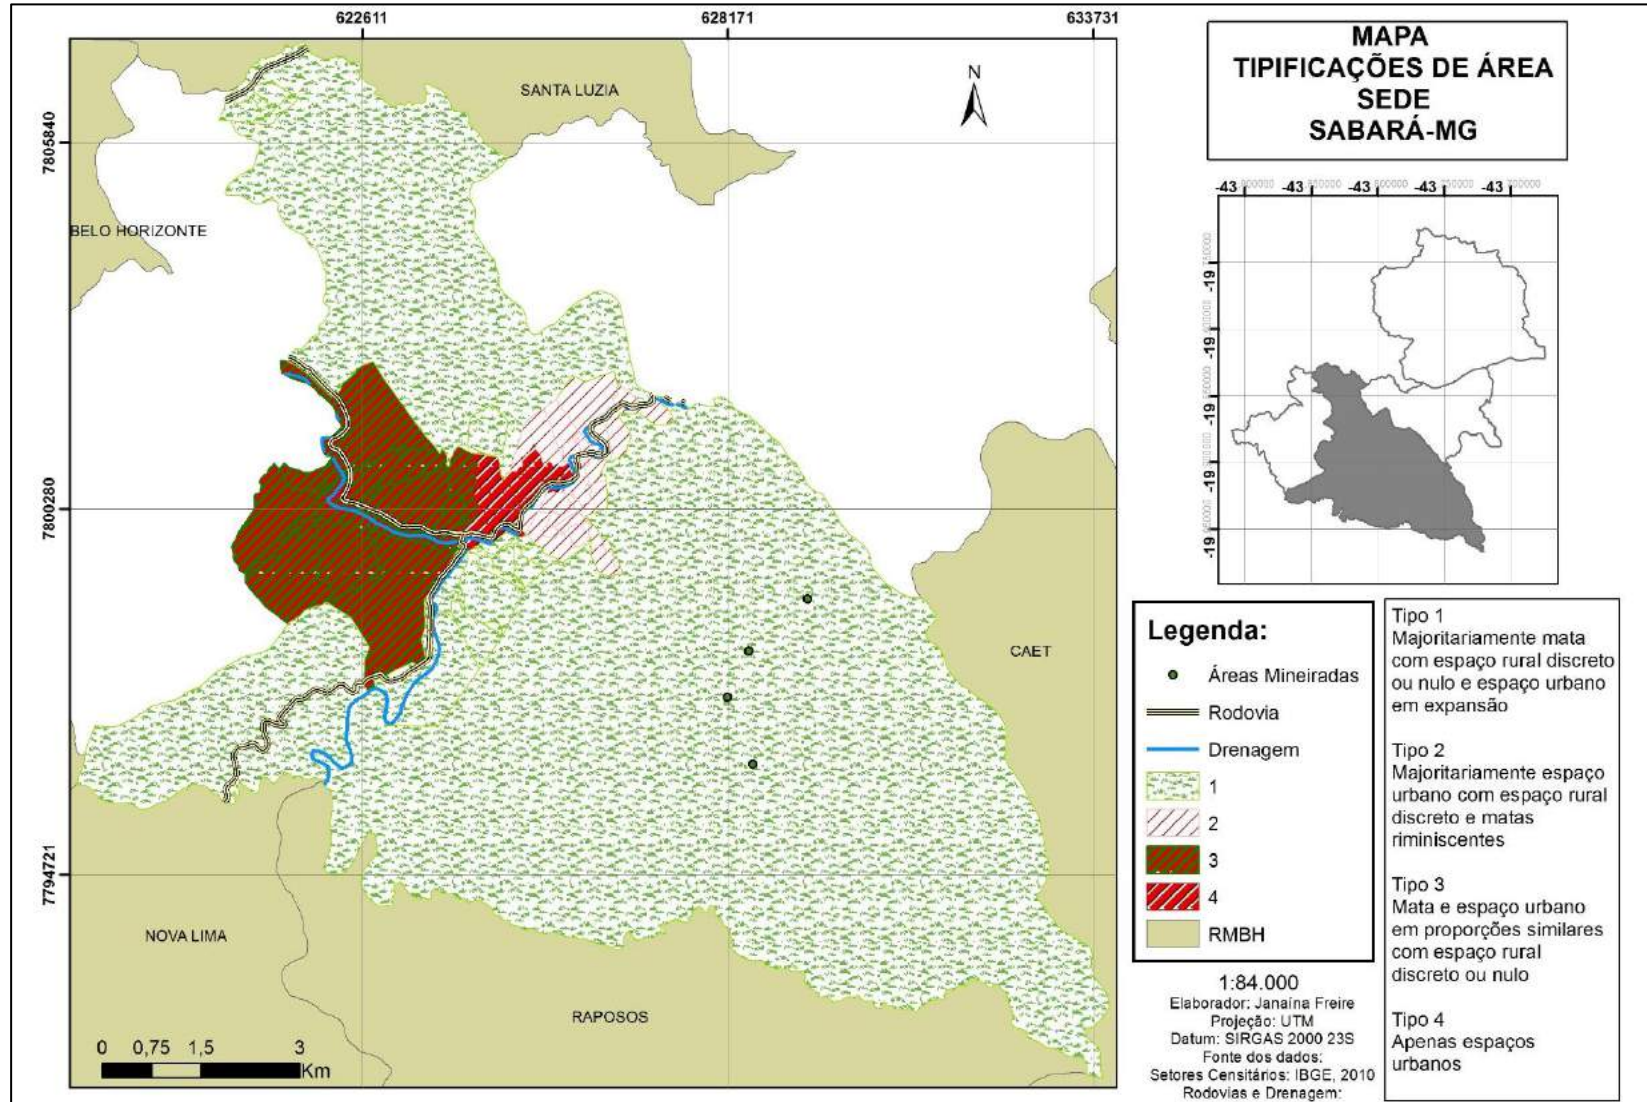 622611
628171
633731
7805840
7800280
7794721
SANTA LUZIA
N
BELO HORIZONTE
CAET
NOVA LIMA
RAPOSOS
0 0,75 1,5 3
Km
MAPA
TIPIFICAÇÕES DE ÁREA
SEDE
SABARÁ-MG
-43 -43 -43 -43 -43
-19
-19
-19
-19
-19
Legenda:
Áreas Mineiradas
Rodovia
Drenagem
1
2
3
4
RMBH
1:84.000
Elaborador: Janaína Freire
Projeção: UTM
Datum: SIRGAS 2000 23S
Fonte dos dados:
Setores Censitários: IBGE, 2010
Rodovias e Drenagem:
Tipo 1
Majoritariamente mata
com espaço rural discreto
ou nulo e espaço urbano
em expansão
Tipo 2
Majoritariamente espaço
urbano com espaço rural
discreto e matas
riminiscentes
Tipo 3
Mata e espaço urbano
em proporções similares
com espaço rural
discreto ou nulo
Tipo 4
Apenas espaços
urbanos